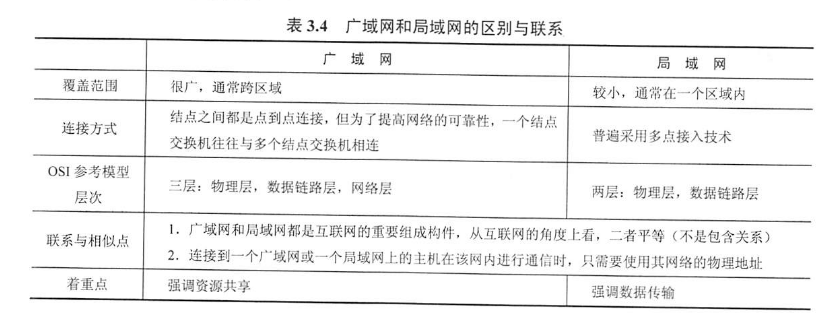 表 3.4 广域网和局域网的区别与联系
广 域 网 局 域 网
覆盖范围 很广，通常跨区域 较小，通常在一个区域内
连接方式 结点之间都是点到点连接，但为了提高网络的可靠性，一个结点
交换机往往与多个结点交换机相连 普遍采用多点接入技术
OSI 参考模型
层次 三层：物理层，数据链路层，网络层 两层：物理层，数据链路层
联系与相似点 1．广域网和局域网都是互联网的重要组成构件，从互联网的角度上看，二者平等（不是包含关系）
2．连接到一个广域网或一个局域网上的主机在该网内进行通信时，只需要使用其网络的物理地址
着重点 强调资源共享 强调数据传输